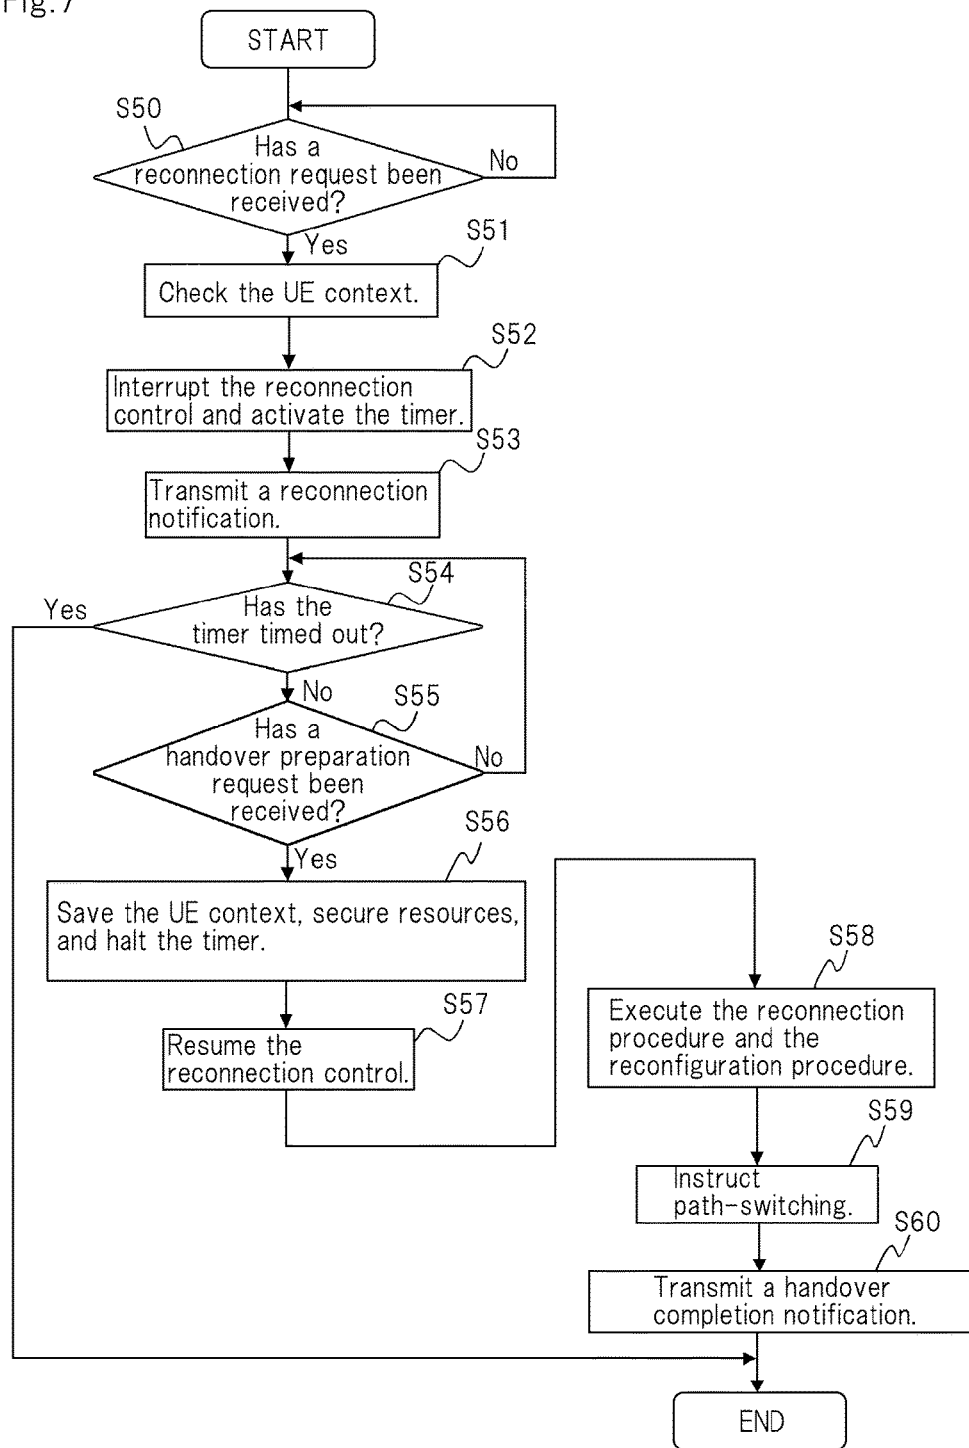 Fig.7
START
S50
Has a
reconnection request been
received?
No
Yes
S51
Check the UE context.
S52
Interrupt the reconnection
control and activate the timer.
S53
Transmit a reconnection
notification.
S54
Yes
Has the
timer timed out?
No
S55
Has a
handover preparation
request been
received?
No
Yes
S56
Save the UE context, secure resources,
and halt the timer.
S57
Resume the
reconnection control.
S58
Execute the reconnection
procedure and the
reconfiguration procedure.
S59
Instruct
path-switching.
S60
Transmit a handover
completion notification.
END